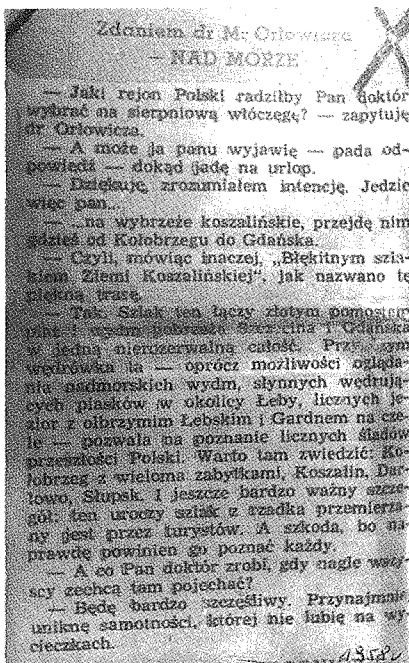 Zdaniem dr M. Orłowicza
— NAD MORZE
— Jaki rejon Polski radziłby Pan doktór
wybrać na sierpniową włóczęgę? — zapytuję
dr Orłowicza.
— A może ja panu wyjawię — pada od-
powiedź — dokąd jadę na urlop.
— Dziękuję, zrozumiałem intencję. Jedzie
więc pan...
— ...na wybrzeże koszalińskie, przejdę nim
gdzieś od Kołobrzegu do Gdańska.
— Czyli, mówiąc inaczej, „Błękitnym szla-
kiem Ziemi Koszalińskiej”, jak nazwano tę
piękną trasę.
— Tak. Szlak ten łączy złotym pomostem
plaż i wydm pobrzeża Szczecina i Gdańska
w jedną nierozerwalną całość. Przy czym
wędrówka ta — oprócz możliwości ogląda-
nia nadmorskich wydm, słynnych wędrują-
cych piasków w okolicy Łeby, licznych je-
zior z olbrzymim Łebskim i Gardnem na cze-
le — pozwala na poznanie licznych śladów
przeszłości Polski. Warto tam zwiedzić: Ko-
łobrzeg z wieloma zabytkami, Koszalin, Dar-
łowo, Słupsk. I jeszcze bardzo ważny szcze-
gół: ten uroczy szlak z rzadka przemierza-
ny jest przez turystów. A szkoda, bo na-
prawdę powinien go poznać każdy.
— A co Pan doktór zrobi, gdy nagle wszy-
scy zechcą tam pojechać?
— Będę bardzo szczęśliwy. Przynajmniej
uniknę samotności, której nie lubię na wy-
cieczkach.
1958